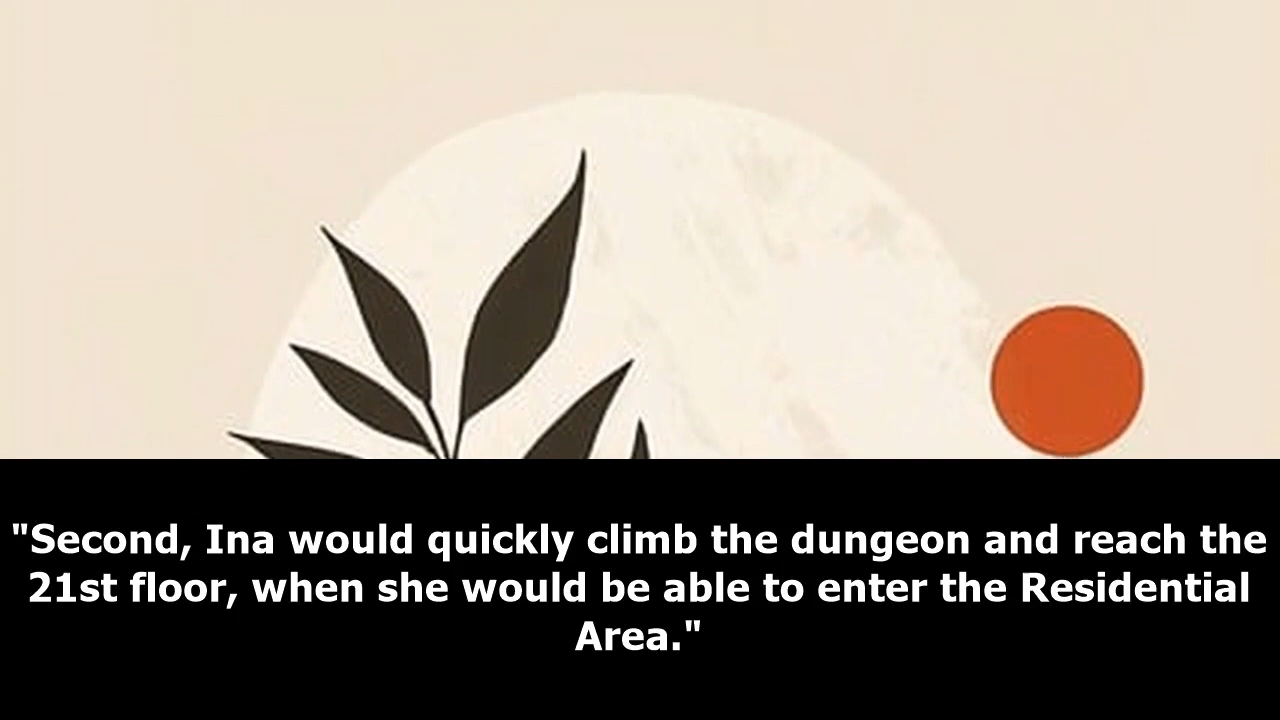 "Second, Ina would quickly climb the dungeon and reach the
21st floor, when she would be able to enter the Residential
Area."